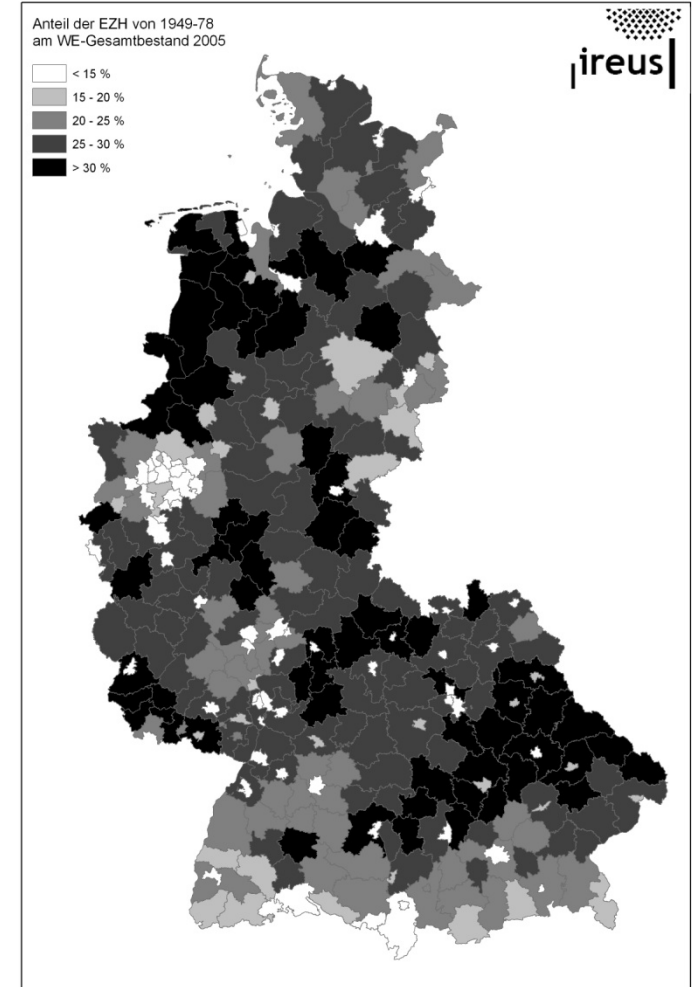 Anteil der EZH von 1949-78
am WE-Gesamtbestand 2005
< 15 %
15 - 20 %
20 - 25 %
25 - 30 %
> 30 %
ireus